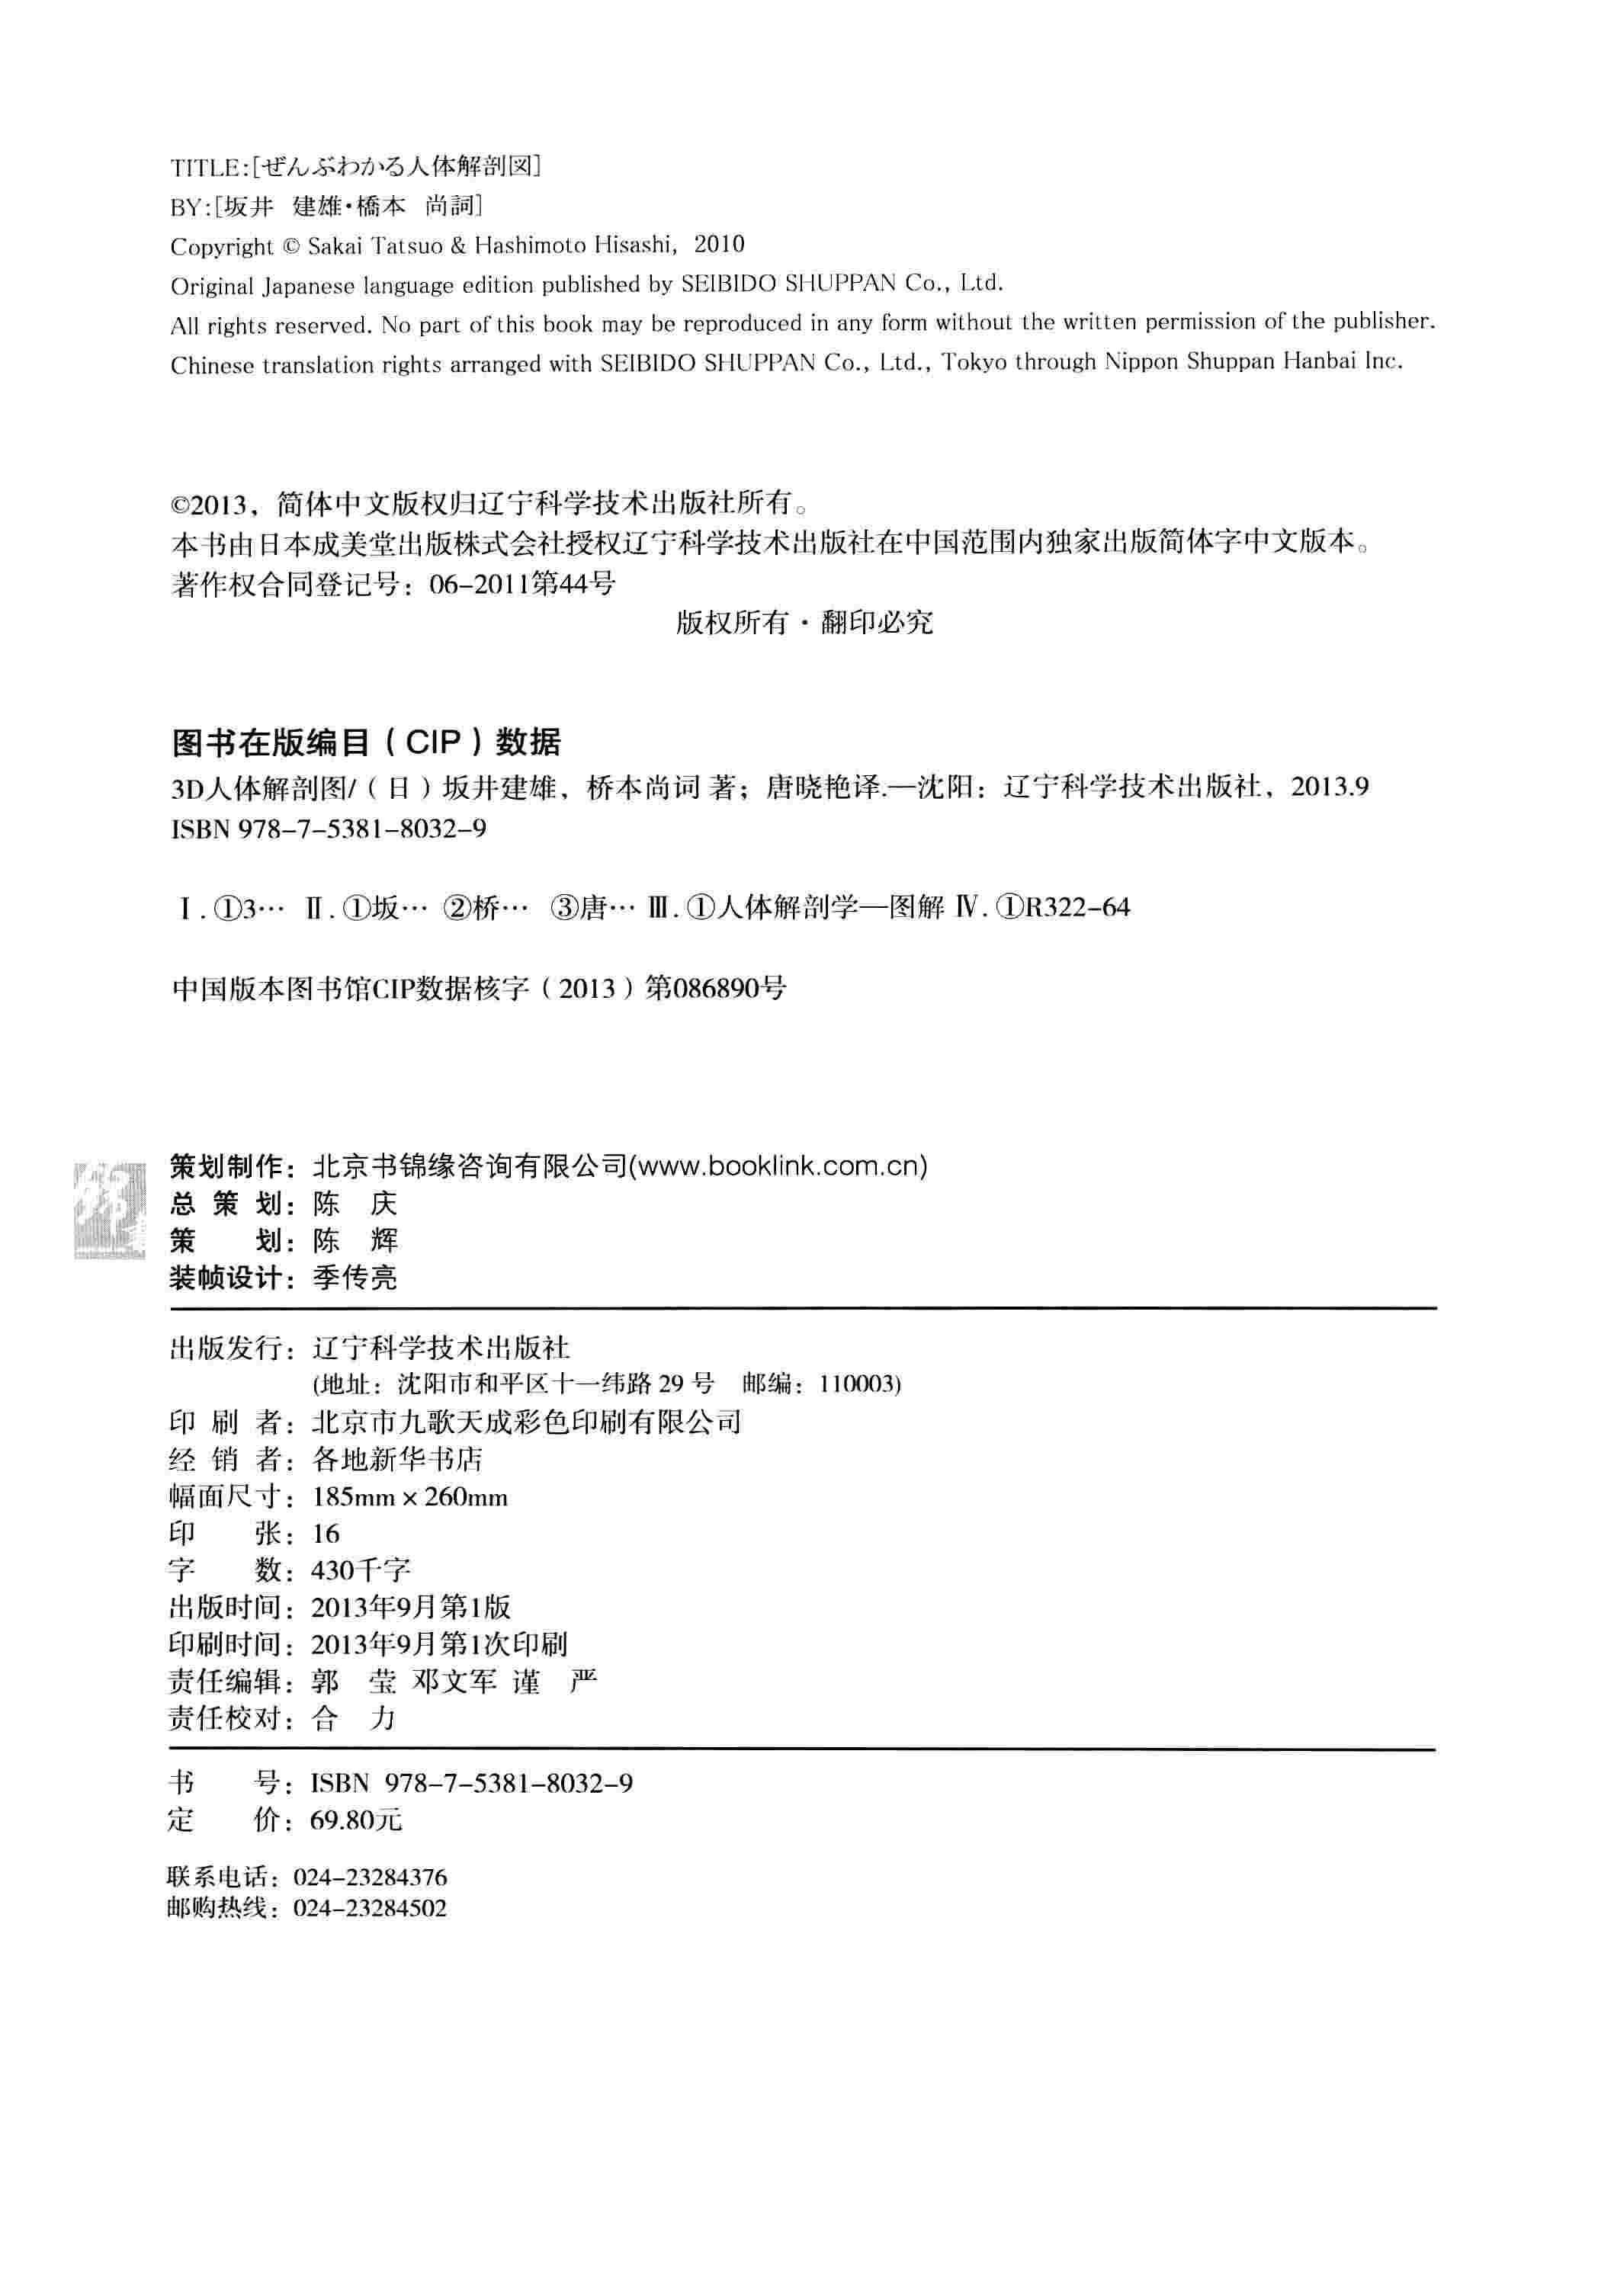 TITLE:[ぜんぶわかる人体解剖図]
BY:[坂井 建雄・橋本 尚詞]
Copyright © Sakai Tatsuo & Hashimoto Hisashi, 2010
Original Japanese language edition published by SEIBIDO SHUPPAN Co., Ltd.
All rights reserved. No part of this book may be reproduced in any form without the written permission of the publisher.
Chinese translation rights arranged with SEIBIDO SHUPPAN Co., Ltd., Tokyo through Nippon Shuppan Hanbai Inc.
©2013，简体中文版权归辽宁科学技术出版社所有。
本书由日本成美堂出版株式会社授权辽宁科学技术出版社在中国范围内独家出版简体字中文版本。
著作权合同登记号：06-2011第44号
版权所有·翻印必究
图书在版编目（CIP）数据
3D人体解剖图/（日）坂井建雄，桥本尚词 著；唐晓艳译.—沈阳：辽宁科学技术出版社，2013.9
ISBN 978-7-5381-8032-9
Ⅰ.①3… Ⅱ.①坂… ②桥… ③唐… Ⅲ.①人体解剖学—图解 Ⅳ.①R322-64
中国版本图书馆CIP数据核字（2013）第086890号
策划制作：北京书锦缘咨询有限公司(www.booklink.com.cn)
总 策 划：陈 庆
策 划：陈 辉
装帧设计：季传亮
出版发行：辽宁科学技术出版社
(地址：沈阳市和平区十一纬路 29 号 邮编：110003)
印 刷 者：北京市九歌天成彩色印刷有限公司
经 销 者：各地新华书店
幅面尺寸：185mm×260mm
印 张：16
字 数：430千字
出版时间：2013年9月第1版
印刷时间：2013年9月第1次印刷
责任编辑：郭 莹 邓文军 谨 严
责任校对：合 力
书 号：ISBN 978-7-5381-8032-9
定 价：69.80元
联系电话：024-23284376
邮购热线：024-23284502